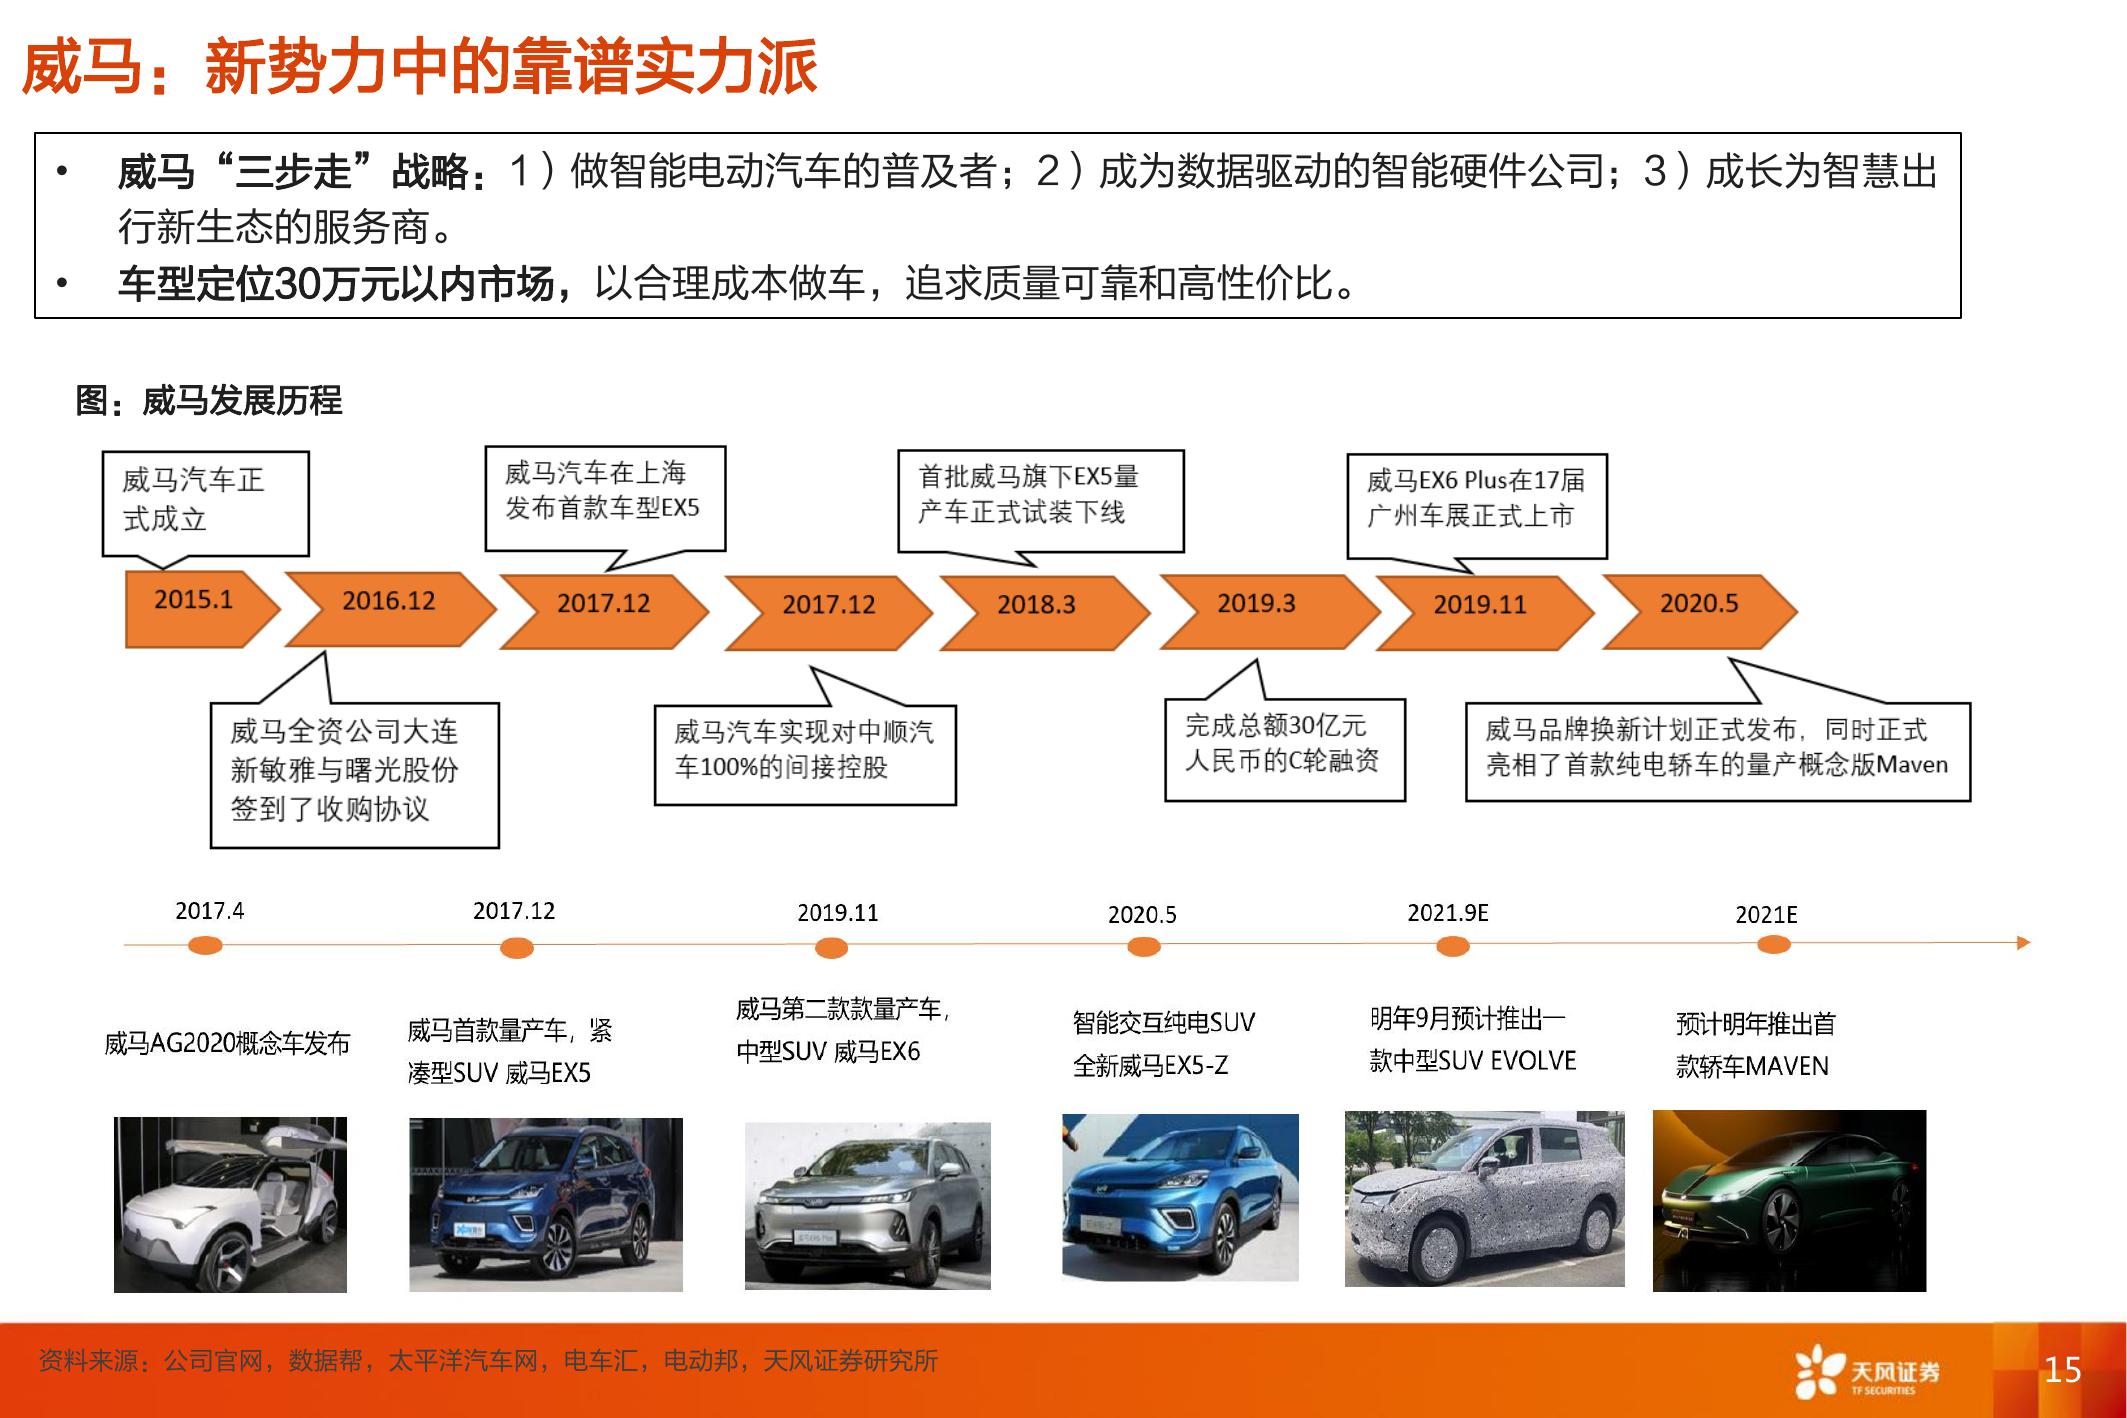 威马：新势力中的靠谱实力派
• 威马“三步走”战略：1）做智能电动汽车的普及者；2）成为数据驱动的智能硬件公司；3）成长为智慧出
行新生态的服务商。
• 车型定位30万元以内市场，以合理成本做车，追求质量可靠和高性价比。
图：威马发展历程
威马汽车正
式成立
威马汽车在上海
发布首款车型EX5
首批威马旗下EX5量
产车正式试装下线
威马EX6 Plus在17届
广州车展正式上市
2015.1
2016.12
2017.12
2017.12
2018.3
2019.3
2019.11
2020.5
威马全资公司大连
新敏雅与曙光股份
签到了收购协议
威马汽车实现对中顺汽
车100%的间接控股
完成总额30亿元
人民币的C轮融资
威马品牌换新计划正式发布，同时正式
亮相了首款纯电轿车的量产概念版Maven
2017.4
2017.12
2019.11
2020.5
2021.9E
2021E
威马AG2020概念车发布
威马首款量产车，紧
凑型SUV 威马EX5
威马第二款款量产车，
中型SUV 威马EX6
智能交互纯电SUV
全新威马EX5-Z
明年9月预计推出一
款中型SUV EVOLVE
预计明年推出首
款轿车MAVEN
资料来源：公司官网，数据帮，太平洋汽车网，电车汇，电动邦，天风证券研究所
天风证券
TF SECURITIES
15